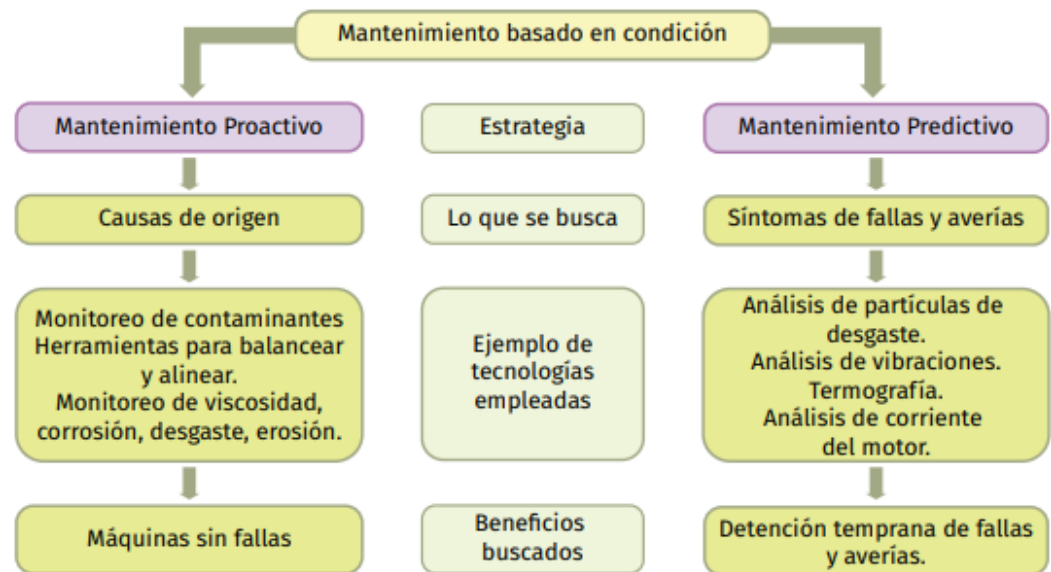 Mantenimiento basado en condición
Mantenimiento Proactivo
Estrategia
Mantenimiento Predictivo
Causas de origen
Lo que se busca
Síntomas de fallas y averías
Monitoreo de contaminantes
Herramientas para balancear
y alinear.
Monitoreo de viscosidad,
corrosión, desgaste, erosión.
Ejemplo de
tecnologías
empleadas
Análisis de partículas de
desgaste.
Análisis de vibraciones.
Termografía.
Análisis de corriente
del motor.
Máquinas sin fallas
Beneficios
buscados
Detención temprana de fallas
y averías.